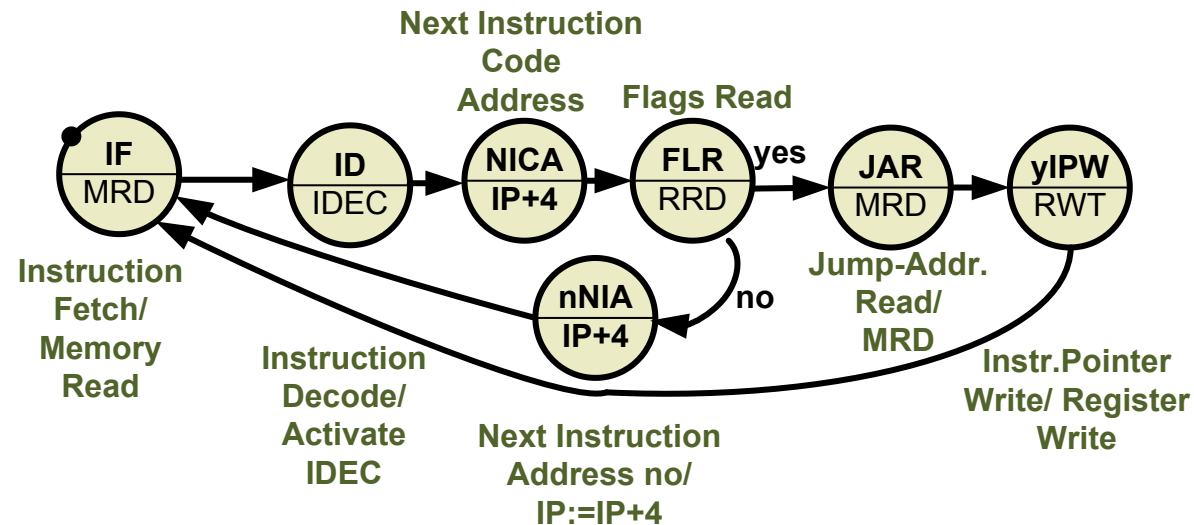 Next Instruction
Code
Address
Flags Read
IF
MRD
ID
IDEC
NICA
IP+4
FLR
RRD
yes
JAR
MRD
yIPW
RWT
Instruction
Fetch/
Memory
Read
nNIA
IP+4
no
Jump-Addr.
Read/
MRD
Instruction
Decode/
Activate
IDEC
Instr.Pointer
Write/ Register
Write
Next Instruction
Address no/
IP:=IP+4